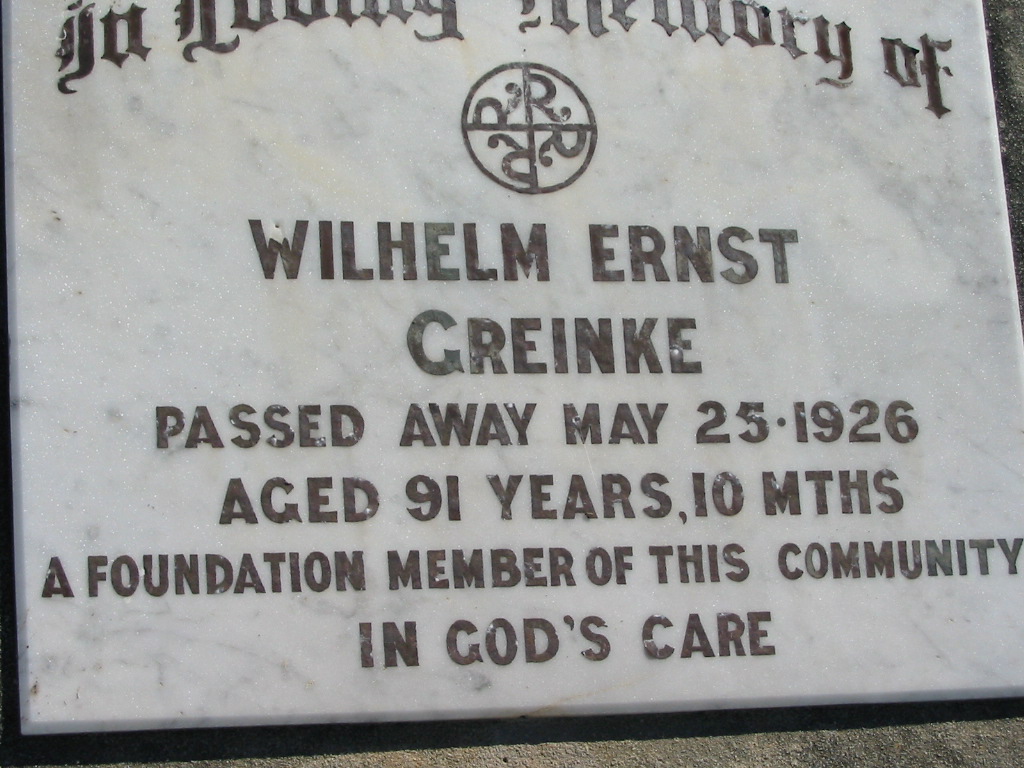 In Loving Memory of
R R R R
WILHELM ERNST
GREINKE
PASSED AWAY MAY 25·1926
AGED 91 YEARS, 10 MTHS
A FOUNDATION MEMBER OF THIS COMMUNITY
IN GOD'S CARE